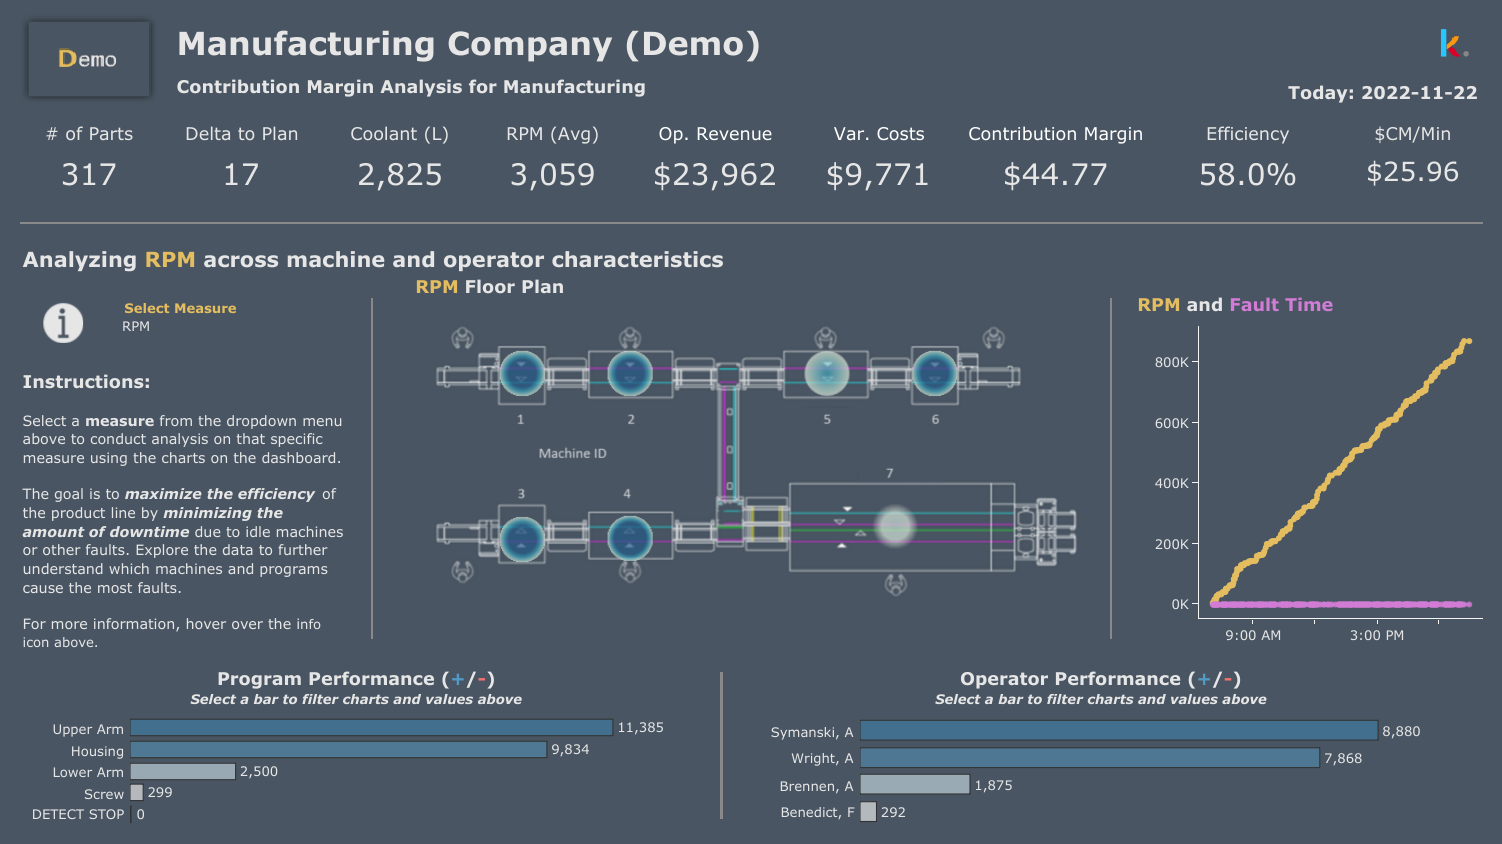 Demo
Manufacturing Company (Demo)
k.
Contribution Margin Analysis for Manufacturing
Today: 2022-11-22
# of Parts
Delta to Plan
Coolant (L)
RPM (Avg)
Op. Revenue
Var. Costs
Contribution Margin
Efficiency
$CM/Min
317
17
2,825
3,059
$23,962
$9,771
$44.77
58.0%
$25.96
Analyzing RPM across machine and operator characteristics
Select Measure
RPM
Instructions:
Select a measure from the dropdown menu
above to conduct analysis on that specific
measure using the charts on the dashboard.
The goal is to maximize the efficiency of
the product line by minimizing the
amount of downtime due to idle machines
or other faults. Explore the data to further
understand which machines and programs
cause the most faults.
For more information, hover over the info
icon above.
RPM Floor Plan
1
2
5
6
Machine ID
3
4
7
RPM and Fault Time
800K
600K
400K
200K
0K
9:00 AM
3:00 PM
Program Performance (+/-)
Select a bar to filter charts and values above
Upper Arm 11,385
Housing 9,834
Lower Arm 2,500
Screw 299
DETECT STOP 0
Operator Performance (+/-)
Select a bar to filter charts and values above
Symanski, A 8,880
Wright, A 7,868
Brennen, A 1,875
Benedict, F 292